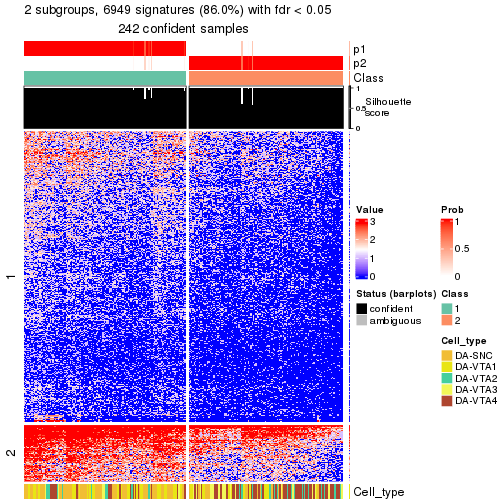 2 subgroups, 6949 signatures (86.0%) with fdr < 0.05
242 confident samples
p1
p2
Class
1
0.5
0
Silhouette
score
1
2
Cell_type
Value
3
2
1
0
Prob
1
0.5
0
Status (barplots)
confident
ambiguous
Class
1
2
Cell_type
DA-SNC
DA-VTA1
DA-VTA2
DA-VTA3
DA-VTA4